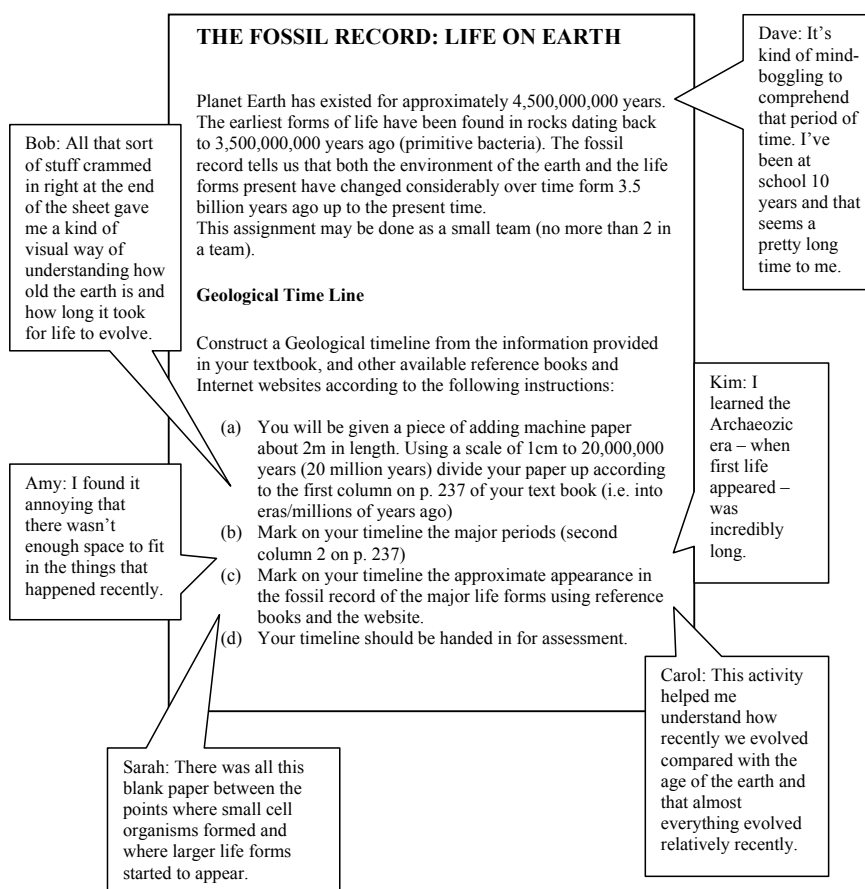 THE FOSSIL RECORD: LIFE ON EARTH
Planet Earth has existed for approximately 4,500,000,000 years.
The earliest forms of life have been found in rocks dating back
to 3,500,000,000 years ago (primitive bacteria). The fossil
record tells us that both the environment of the earth and the life
forms present have changed considerably over time form 3.5
billion years ago up to the present time.
This assignment may be done as a small team (no more than 2 in
a team).
Geological Time Line
Construct a Geological timeline from the information provided
in your textbook, and other available reference books and
Internet websites according to the following instructions:
(a) You will be given a piece of adding machine paper
about 2m in length. Using a scale of 1cm to 20,000,000
years (20 million years) divide your paper up according
to the first column on p. 237 of your text book (i.e. into
eras/millions of years ago)
(b) Mark on your timeline the major periods (second
column 2 on p. 237)
(c) Mark on your timeline the approximate appearance in
the fossil record of the major life forms using reference
books and the website.
(d) Your timeline should be handed in for assessment.
Dave: It's
kind of mind-
boggling to
comprehend
that period of
time. I've
been at
school 10
years and that
seems a
pretty long
time to me.
Bob: All that sort
of stuff crammed
in right at the end
of the sheet gave
me a kind of
visual way of
understanding how
old the earth is and
how long it took
for life to evolve.
Kim: I
learned the
Archaeozic
era – when
first life
appeared –
was
incredibly
long.
Amy: I found it
annoying that
there wasn't
enough space to fit
in the things that
happened recently.
Carol: This activity
helped me
understand how
recently we evolved
compared with the
age of the earth and
that almost
everything evolved
relatively recently.
Sarah: There was all this
blank paper between the
points where small cell
organisms formed and
where larger life forms
started to appear.